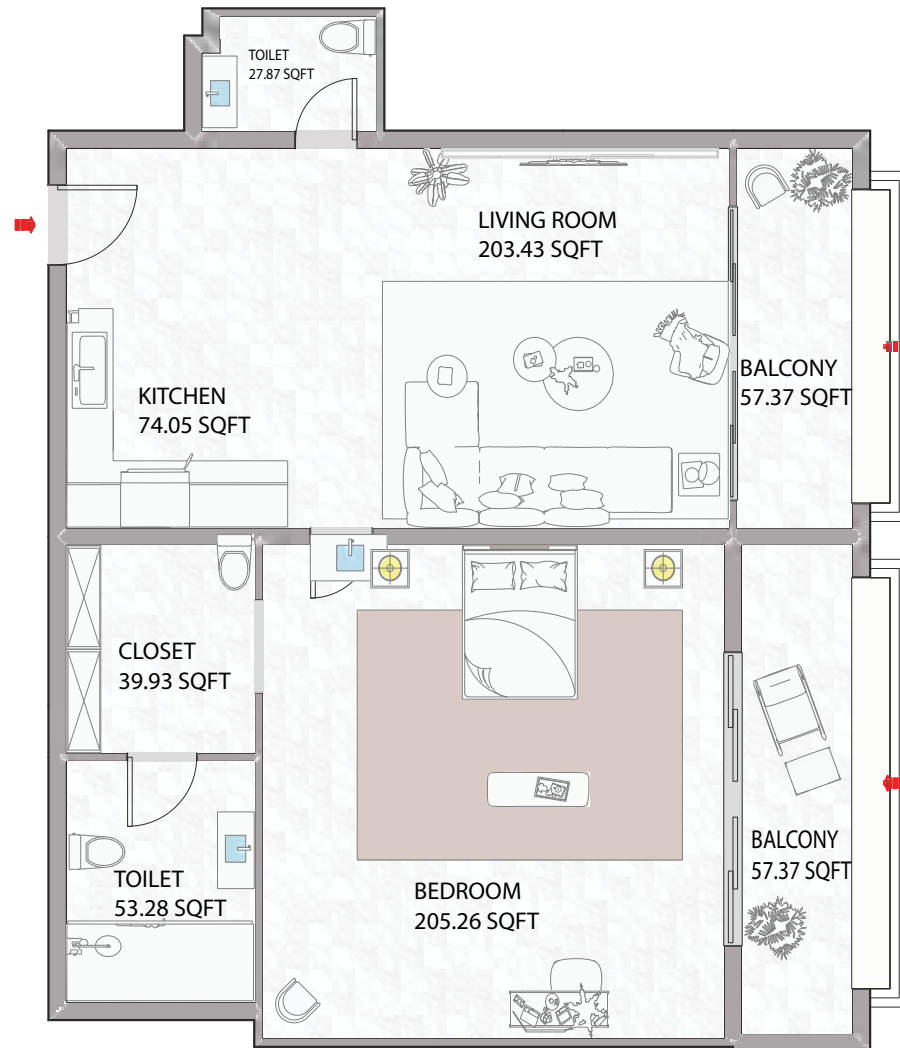 TOILET
27.87 SQFT
LIVING ROOM
203.43 SQFT
BALCONY
57.37 SQFT
KITCHEN
74.05 SQFT
CLOSET
39.93 SQFT
BALCONY
57.37 SQFT
TOILET
53.28 SQFT
BEDROOM
205.26 SQFT